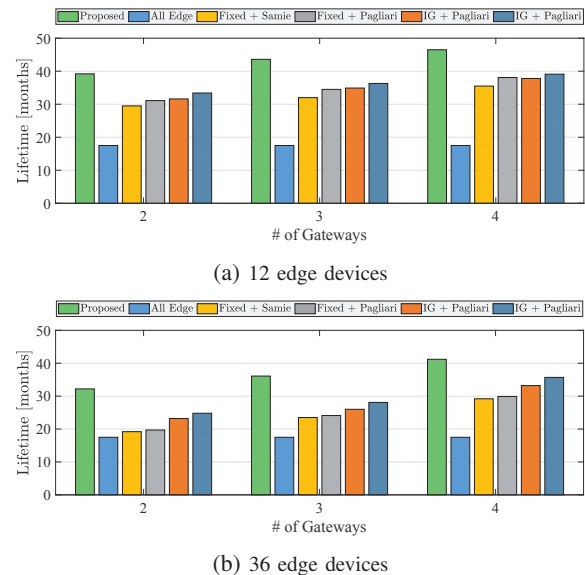 Proposed All Edge Fixed + Samie Fixed + Pagliari IG + Pagliari IG + Pagliari
50
40
30
20
10
0
Lifetime [months]
2 3 4
# of Gateways
(a) 12 edge devices
Proposed All Edge Fixed + Samie Fixed + Pagliari IG + Pagliari IG + Pagliari
50
40
30
20
10
0
Lifetime [months]
2 3 4
# of Gateways
(b) 36 edge devices